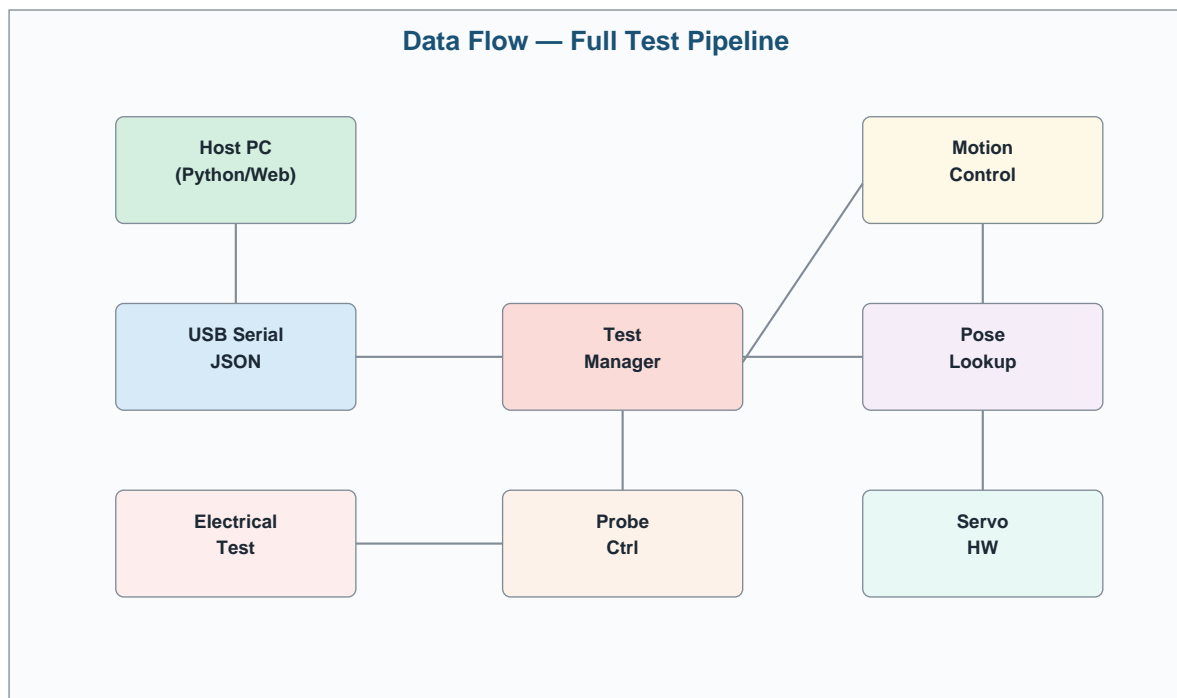 Data Flow — Full Test Pipeline
Host PC
(Python/Web)
Motion
Control
USB Serial
JSON
Test
Manager
Pose
Lookup
Electrical
Test
Probe
Ctrl
Servo
HW